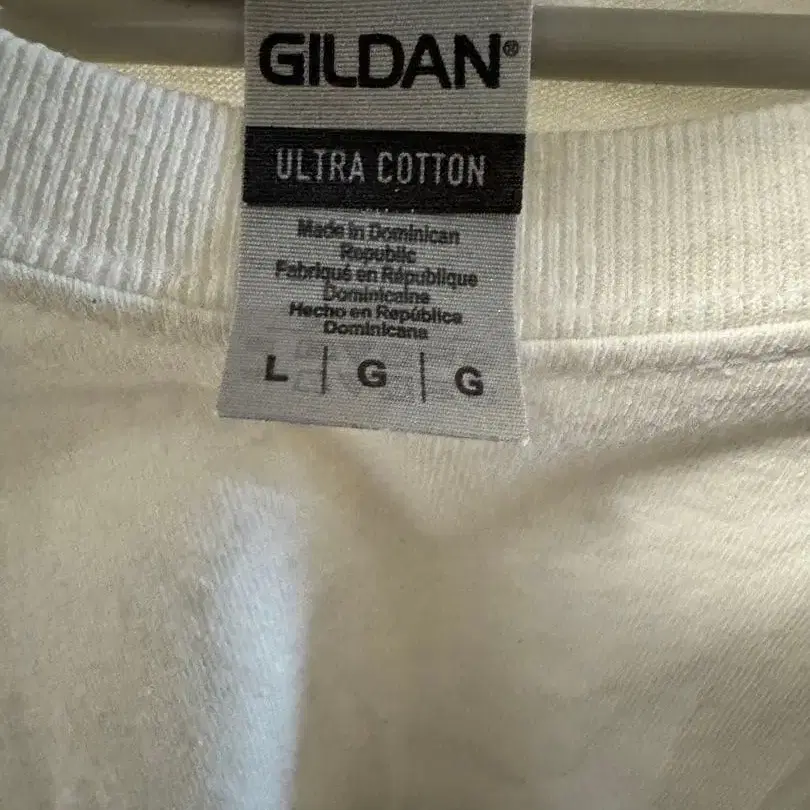 GILDAN®
ULTRA COTTON
Made in Dominican
Republic
Fabriqué en République
Dominicaine
Hecho en República
Dominicana
L | G | G